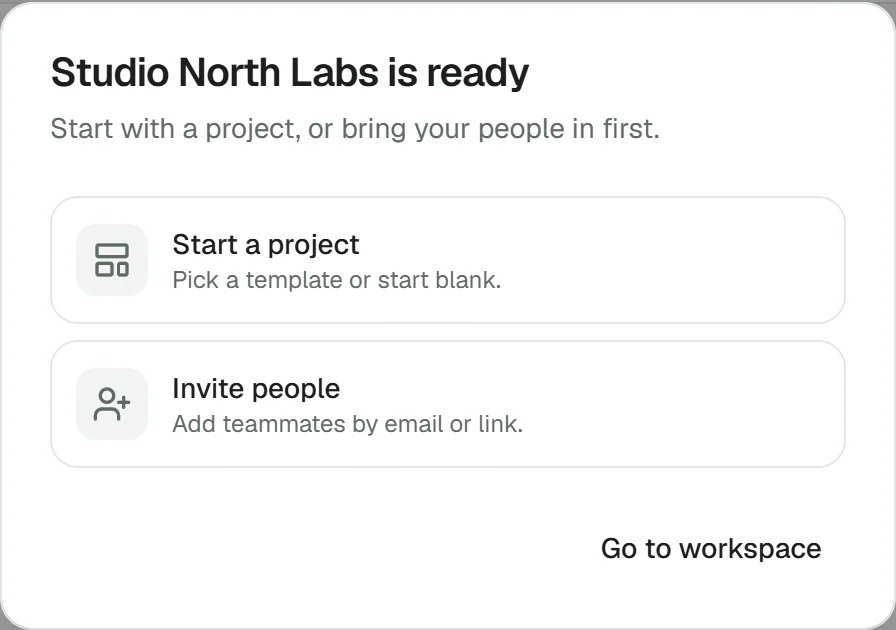 Studio North Labs is ready
Start with a project, or bring your people in first.
Start a project
Pick a template or start blank.
Invite people
Add teammates by email or link.
Go to workspace